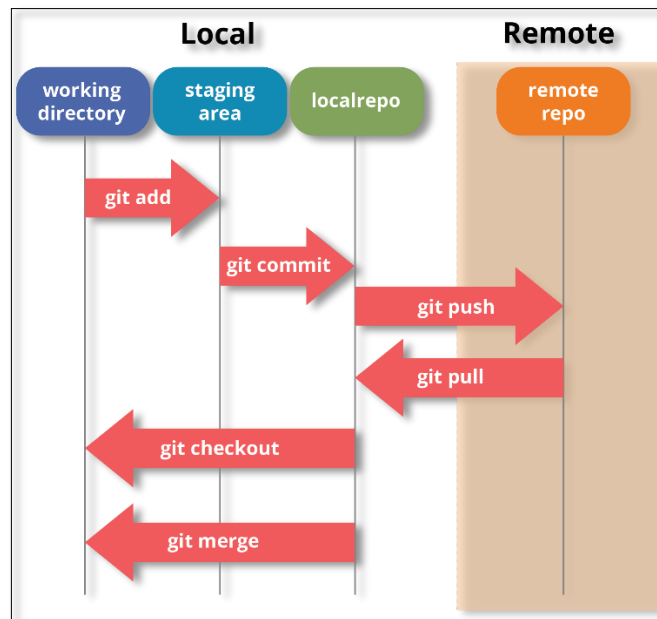 Local
Remote
working
directory
staging
area
localrepo
remote
repo
git add
git commit
git push
git pull
git checkout
git merge